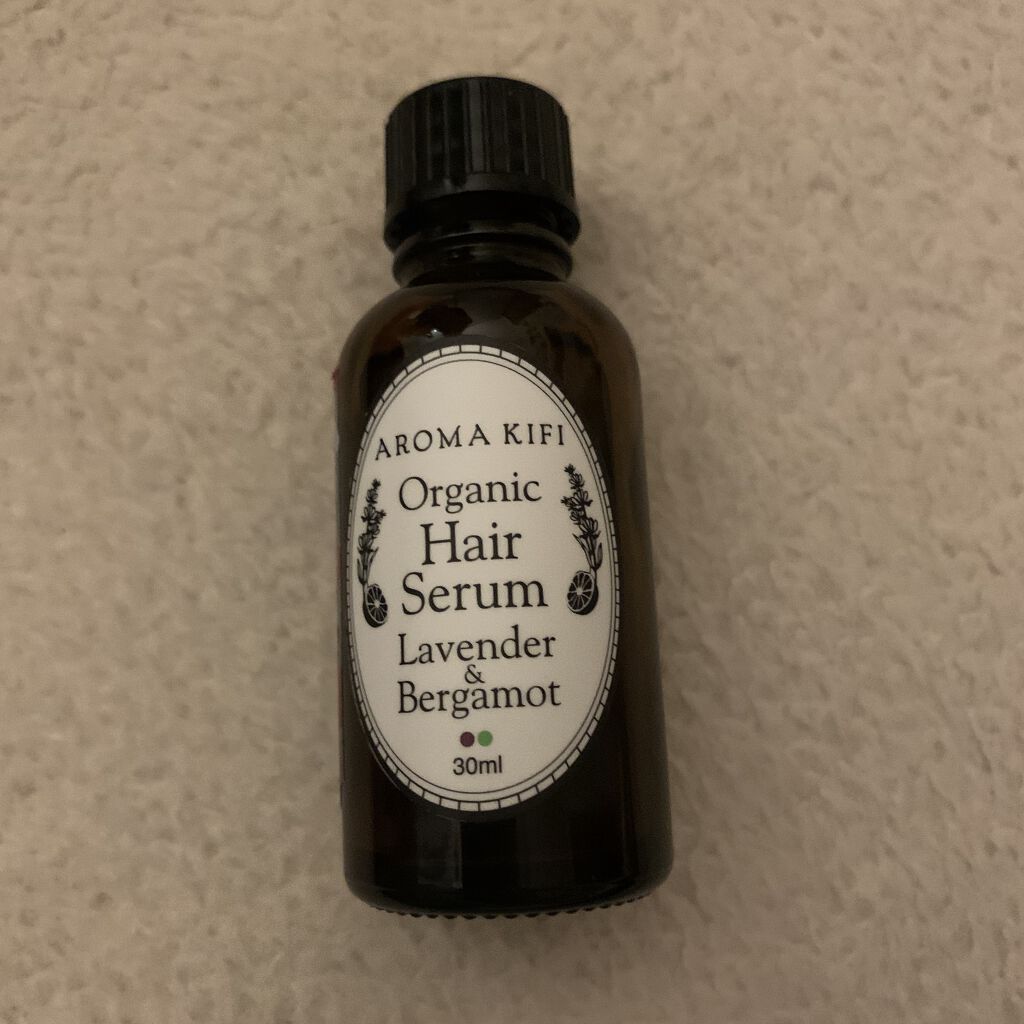 AROMA KIFI
Organic
Hair
Serum
Lavender
&
Bergamot
30ml